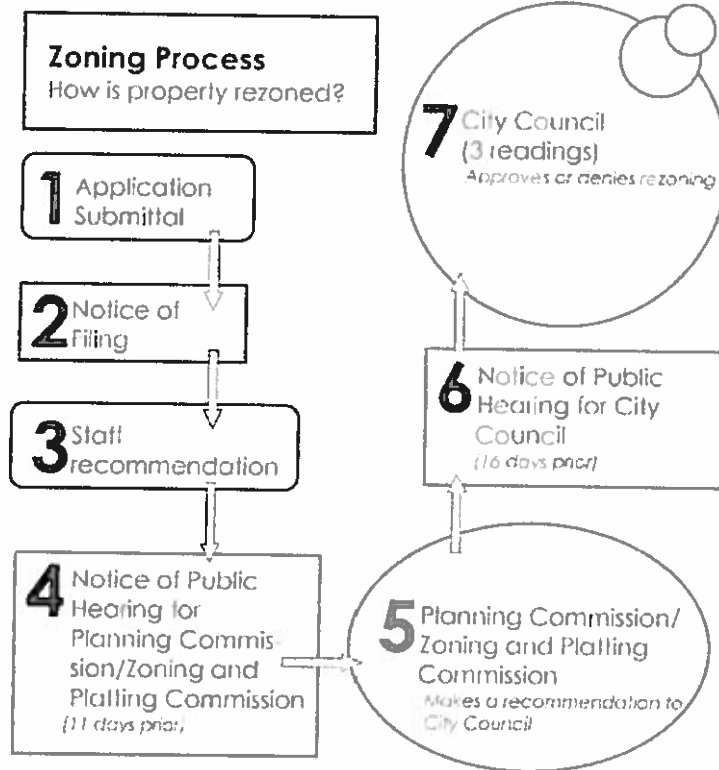 Zoning Process
How is property rezoned?
1 Application
Submittal
2 Notice of
Filing
3 Staff
recommendation
4 Notice of Public
Hearing for
Planning Commis-
sion/Zoning and
Platting Commission
(11 days prior)
5 Planning Commission/
Zoning and Platting
Commission
Makes a recommendation to
City Council
6 Notice of Public
Hearing for City
Council
(16 days prior)
7 City Council
(3 readings)
Approves or denies rezoning